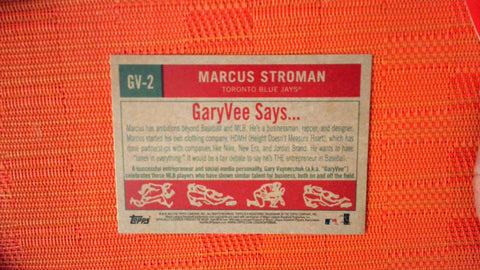 GV-2
MARCUS STROMAN
TORONTO BLUE JAYS®
GaryVee Says...
Marcus has ambitions beyond Baseball and MLB. He's a businessman, rapper, and designer.
Marcus started his own clothing company, HDMH (Height Doesn't Measure Heart), which has
done partnerships with companies like Nike, New Era, and Jordan Brand. He wants to have
"lanes in everything". It would be a fair debate to say he's THE entrepreneur in Baseball.
A successful entrepreneur and social media personality, Gary Vaynerchuk (a.k.a. "GaryVee")
celebrates these MLB players who have shown similar talent for business, both on and off the field.
Topps